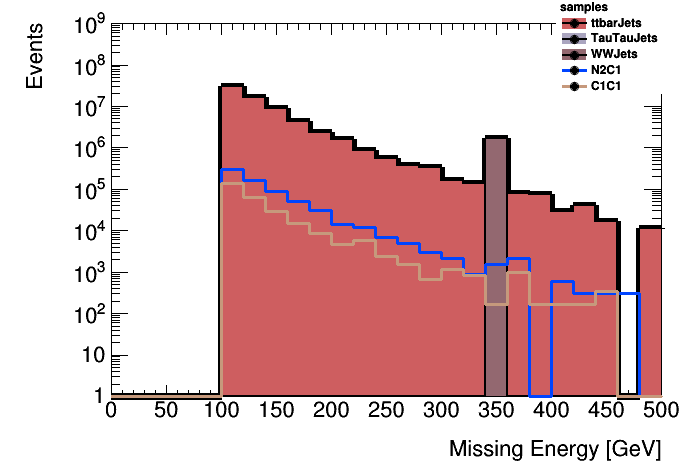 samples
ttbarJets
TauTauJets
WWJets
N2C1
C1C1
Events
10⁹
10⁸
10⁷
10⁶
10⁵
10⁴
10³
10²
10
1
0 50 100 150 200 250 300 350 400 450 500
Missing Energy [GeV]